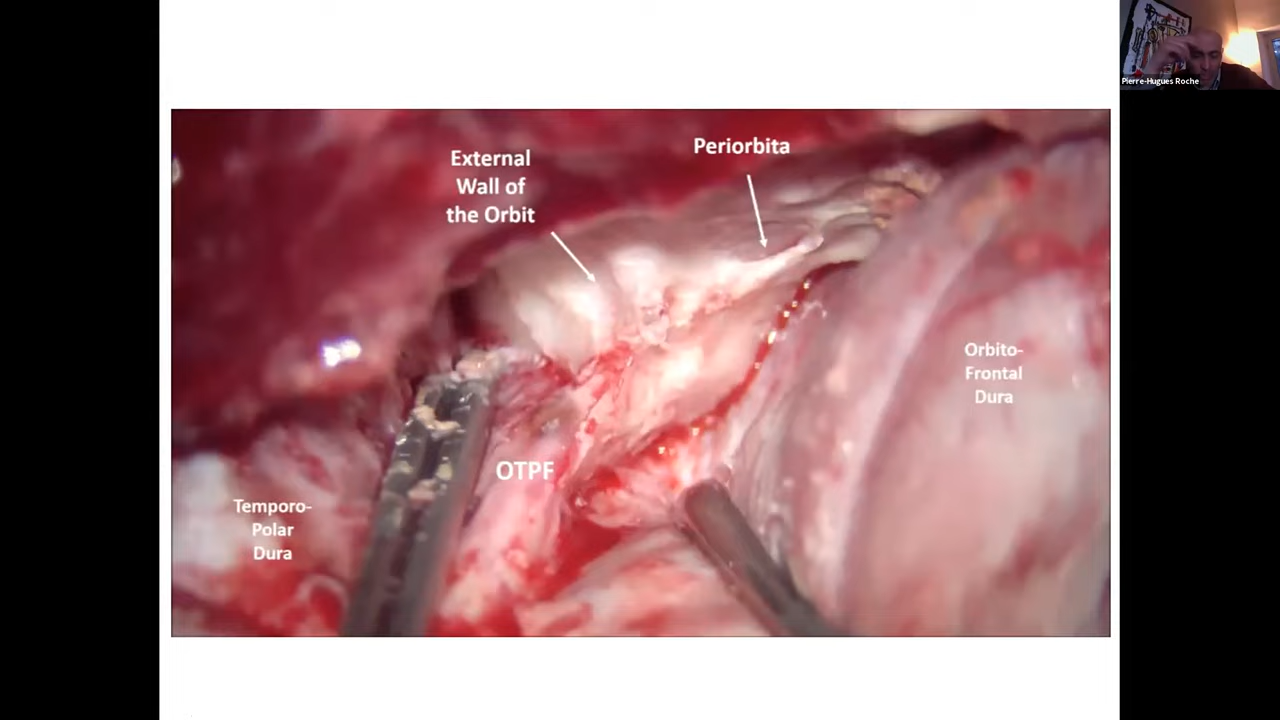 Pierre-Hugues Roche
External
Wall of
the Orbit
Periorbita
Orbito-
Frontal
Dura
OTPF
Temporo-
Polar
Dura